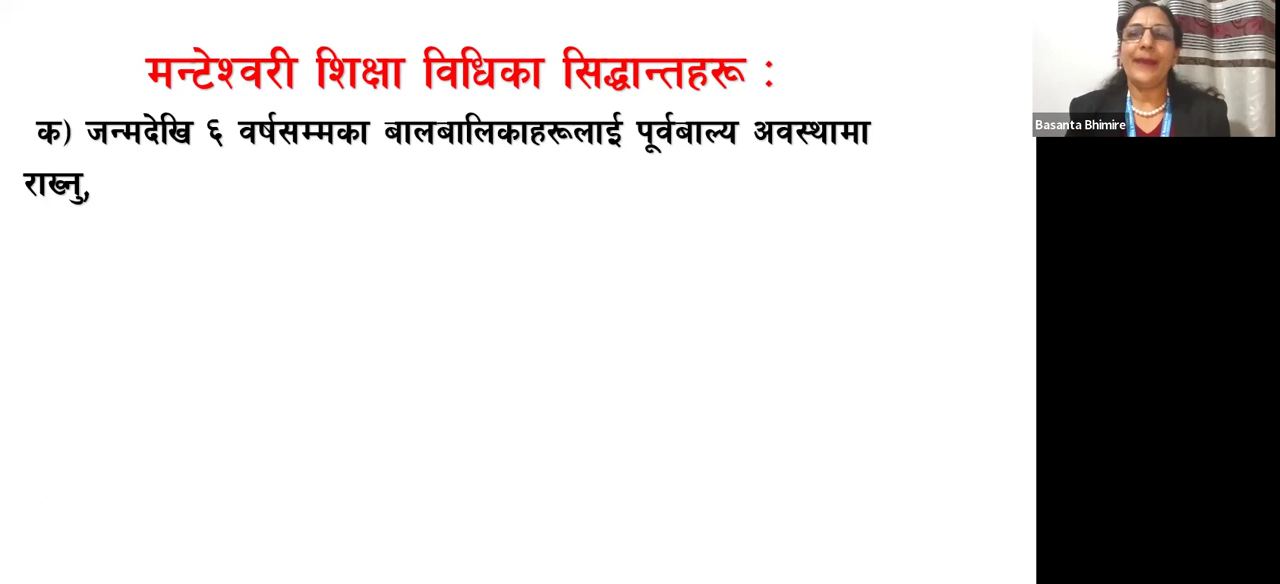 मन्टेश्वरी शिक्षा विधिका सिद्धान्तहरू :
क) जन्मदेखि ६ वर्षसम्मका बालबालिकाहरूलाई पूर्वबाल्य अवस्थामा
राख्नु,
Basanta Bhimire